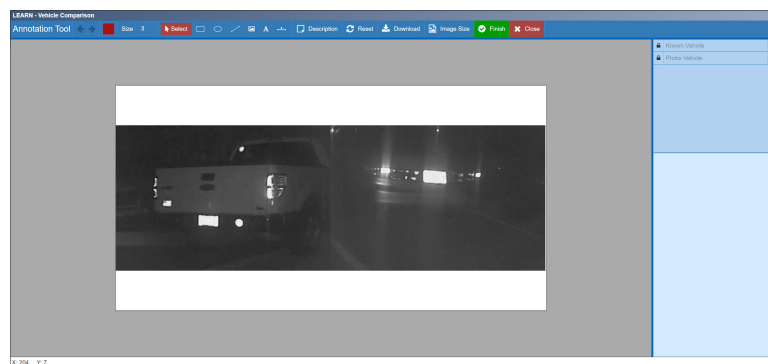 LEARN - Vehicle Comparison
Annotation Tool Size 3 Select A Description Reset Download Image Size Finish Close
Known Vehicle
Probe Vehicle
X: 204 Y: 7